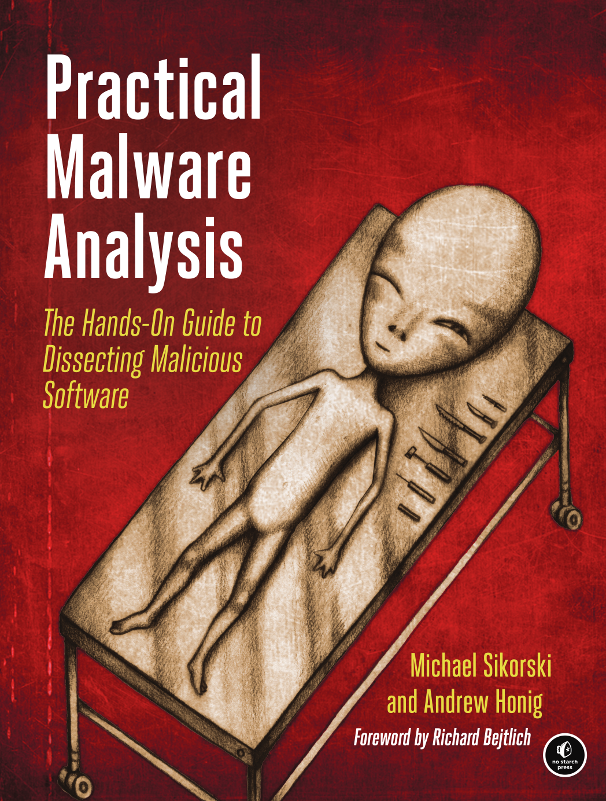 Practical
Malware
Analysis
The Hands-On Guide to
Dissecting Malicious
Software
Michael Sikorski
and Andrew Honig
Foreword by Richard Bejtlich
no starch
press